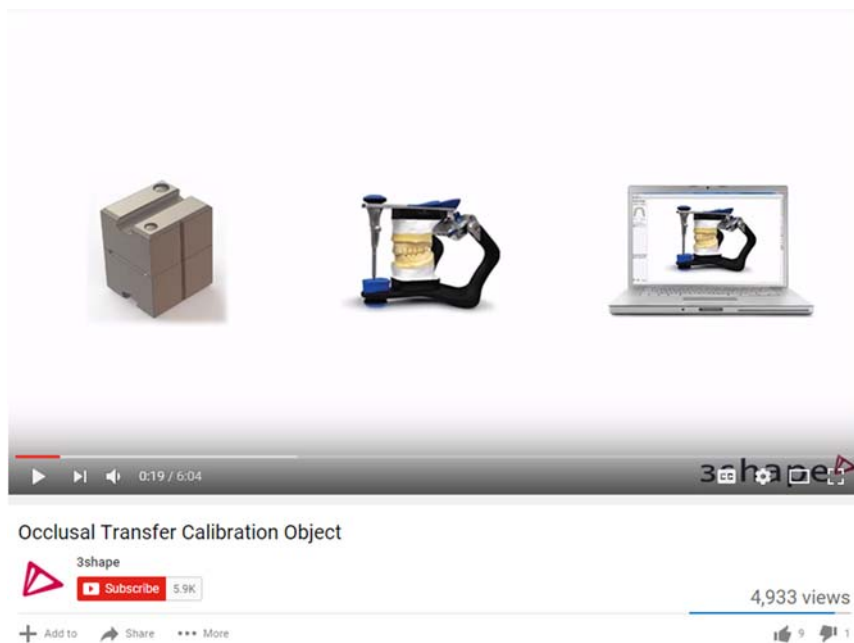 0:19 / 6:04
3shape
CC
Occlusal Transfer Calibration Object
3shape
Subscribe 5.9K
4,933 views
Add to Share More 9 1